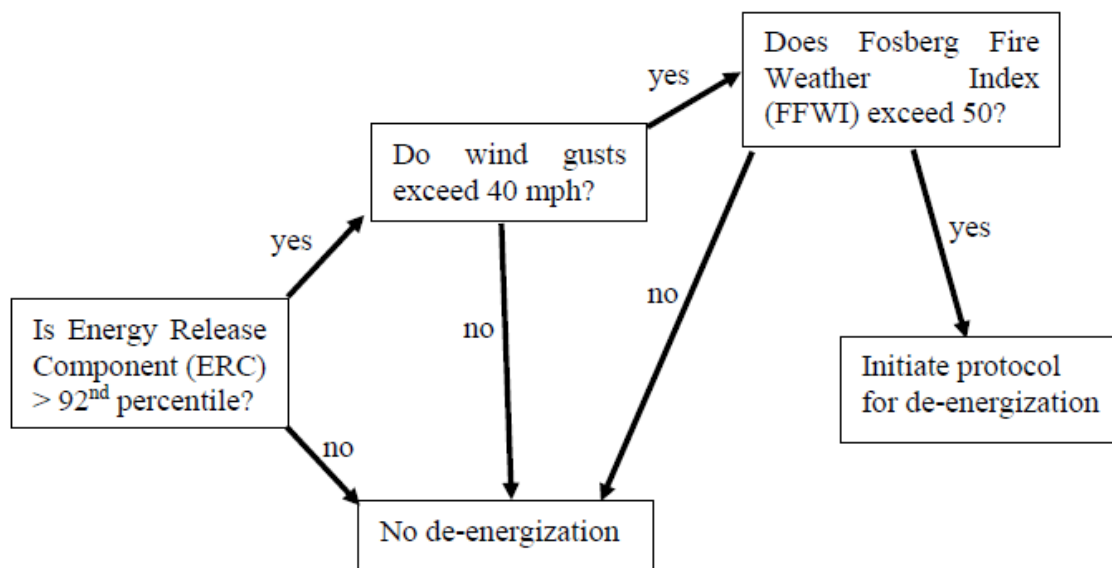 Does Fosberg Fire
Weather Index
(FFWI) exceed 50?
yes
Do wind gusts
exceed 40 mph?
yes
yes
no
no
Is Energy Release
Component (ERC)
> 92nd percentile?
Initiate protocol
for de-energization
no
No de-energization